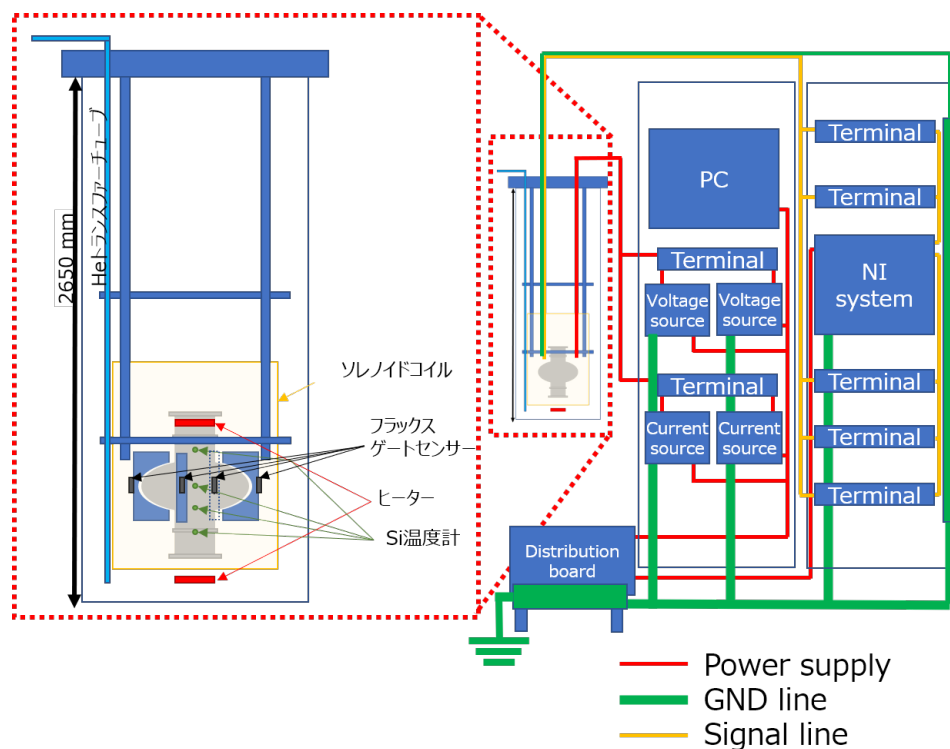 2650 mm
Heトランスファーチューブ
ソレノイドコイル
フラックス
ゲートセンサー
ヒーター
Si温度計
PC
Terminal
Voltage
source
Voltage
source
Terminal
Current
source
Current
source
Distribution
board
Terminal
Terminal
NI
system
Terminal
Terminal
Terminal
Power supply
GND line
Signal line